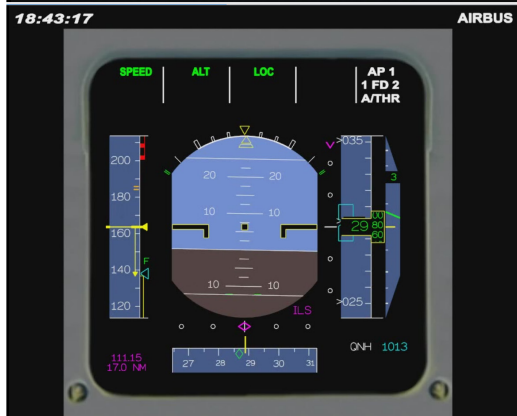 18:43:17
AIRBUS
SPEED ALT LOC AP 1
1 FD 2
A/THR
035
200
20 20
3
180
10 10
00
160
29 80
60
140
F
10 10
120
025
ILS
QNH 1013
111.15
17.0 NM
27 28 29 30 31